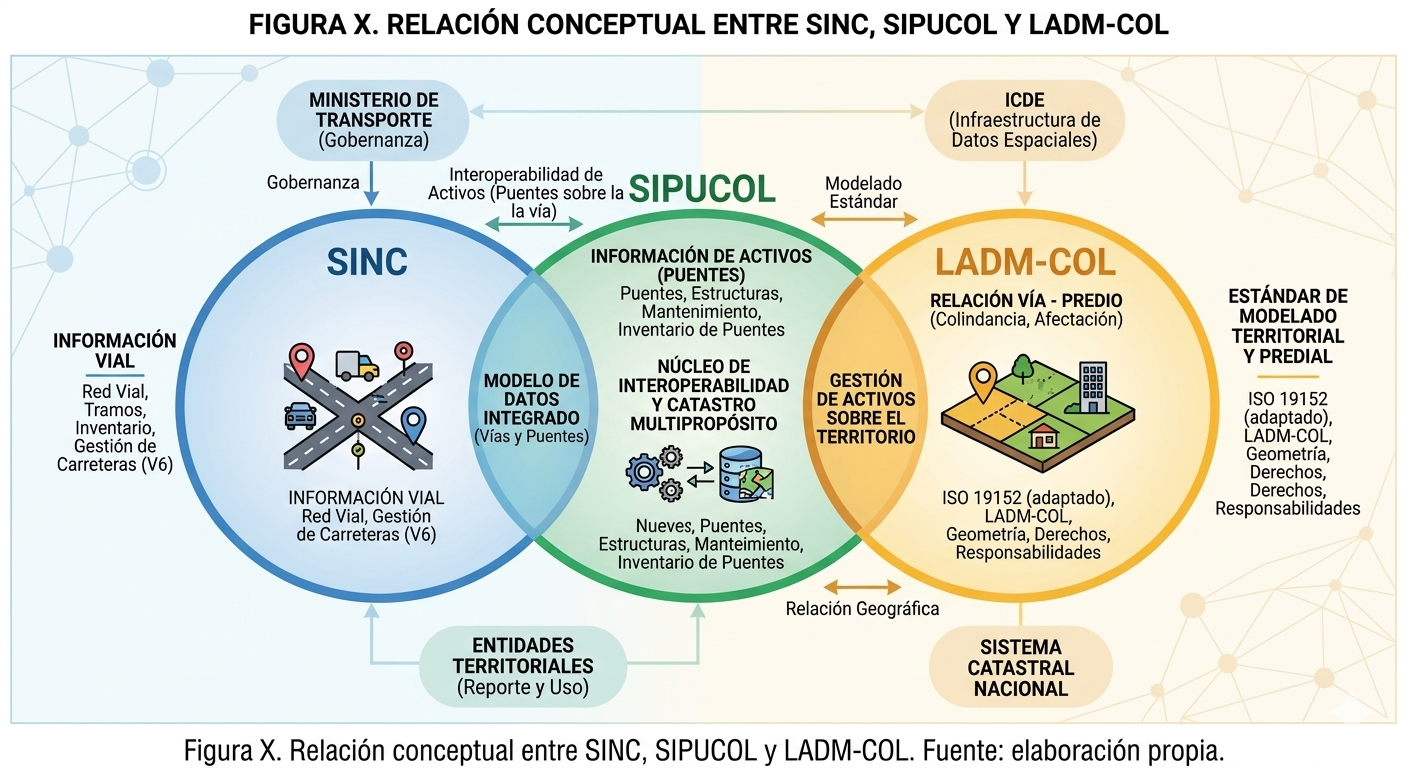 FIGURA X. RELACIÓN CONCEPTUAL ENTRE SINC, SIPUCOL Y LADM-COL
MINISTERIO DE
TRANSPORTE
(Gobernanza)
ICDE
(Infraestructura de
Datos Espaciales)
Gobernanza
Interoperabilidad de
Activos (Puentes sobre la
la vía)
SIPUCOL
Modelado
Estándar
SINC
INFORMACIÓN
VIAL
Red Vial,
Tramos,
Inventario,
Gestión de
Carreteras (V6)
INFORMACIÓN VIAL
Red Vial, Gestión
de Carreteras (V6)
MODELO DE
DATOS
INTEGRADO
(Vías y Puentes)
INFORMACIÓN DE ACTIVOS
(PUENTES)
Puentes, Estructuras,
Mantenimiento,
Inventario de Puentes
NÚCLEO DE
INTEROPERABILIDAD
Y CATASTRO
MULTIPROPÓSITO
Nueves, Puentes,
Estructuras, Manteimiento,
Inventario de Puentes
GESTIÓN
DE ACTIVOS
SOBRE EL
TERRITORIO
LADM-COL
RELACIÓN VÍA - PREDIO
(Colindancia, Afectación)
ISO 19152 (adaptado),
LADM-COL,
Geometría, Derechos,
Responsabilidades
ESTÁNDAR DE
MODELADO
TERRITORIAL
Y PREDIAL
ISO 19152
(adaptado),
LADM-COL,
Geometría,
Derechos,
Derechos,
Responsabilidades
Relación Geográfica
ENTIDADES
TERRITORIALES
(Reporte y Uso)
SISTEMA
CATASTRAL
NACIONAL
Figura X. Relación conceptual entre SINC, SIPUCOL y LADM-COL. Fuente: elaboración propia.